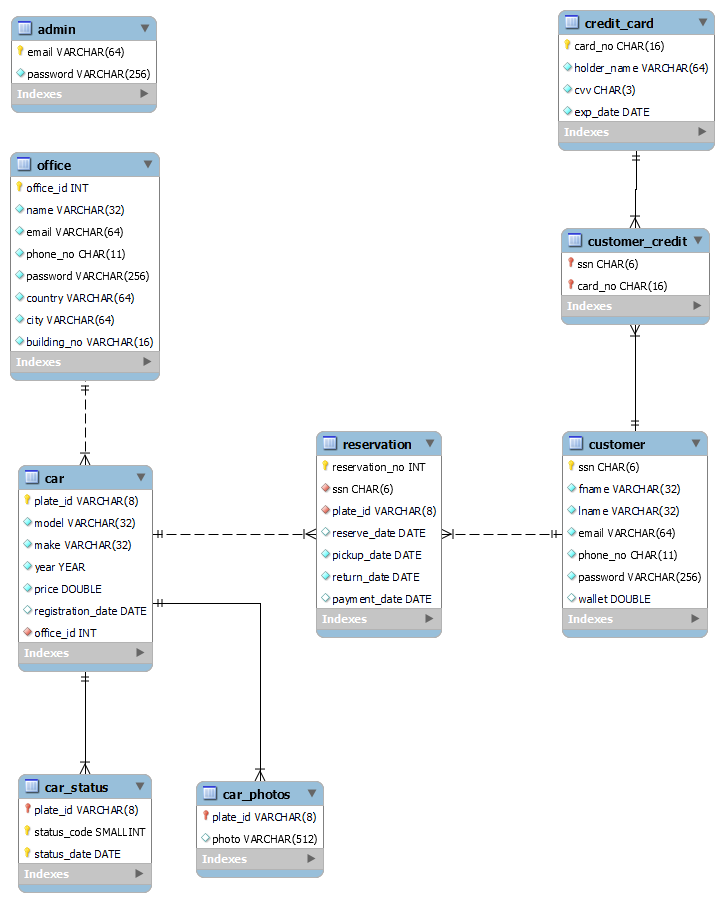 admin
email VARCHAR(64)
password VARCHAR(256)
Indexes
office
office_id INT
name VARCHAR(32)
email VARCHAR(64)
phone_no CHAR(11)
password VARCHAR(256)
country VARCHAR(64)
city VARCHAR(64)
building_no VARCHAR(16)
Indexes
car
plate_id VARCHAR(8)
model VARCHAR(32)
make VARCHAR(32)
year YEAR
price DOUBLE
registration_date DATE
office_id INT
Indexes
car_status
plate_id VARCHAR(8)
status_code SMALLINT
status_date DATE
Indexes
car_photos
plate_id VARCHAR(8)
photo VARCHAR(512)
Indexes
reservation
reservation_no INT
ssn CHAR(6)
plate_id VARCHAR(8)
reserve_date DATE
pickup_date DATE
return_date DATE
payment_date DATE
Indexes
credit_card
card_no CHAR(16)
holder_name VARCHAR(64)
cvv CHAR(3)
exp_date DATE
Indexes
customer_credit
ssn CHAR(6)
card_no CHAR(16)
Indexes
customer
ssn CHAR(6)
fname VARCHAR(32)
lname VARCHAR(32)
email VARCHAR(64)
phone_no CHAR(11)
password VARCHAR(256)
wallet DOUBLE
Indexes